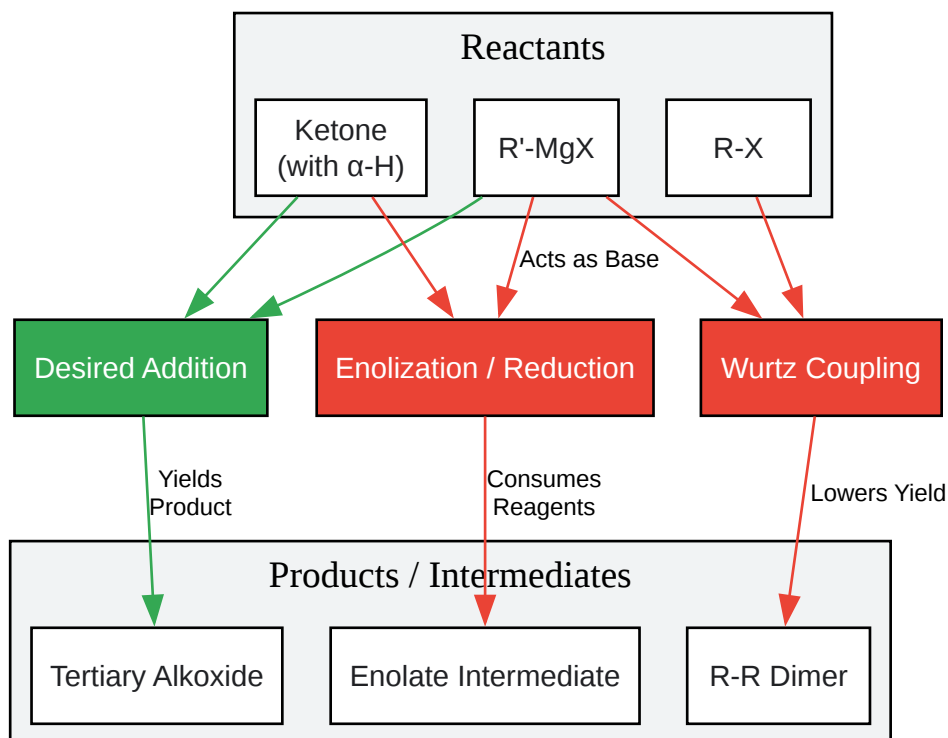 Reactants
Ketone
(with α-H)
R'-MgX
R-X
Acts as Base
Desired Addition
Enolization / Reduction
Wurtz Coupling
Yields
Product
Consumes
Reagents
Lowers Yield
Products / Intermediates
Tertiary Alkoxide
Enolate Intermediate
R-R Dimer